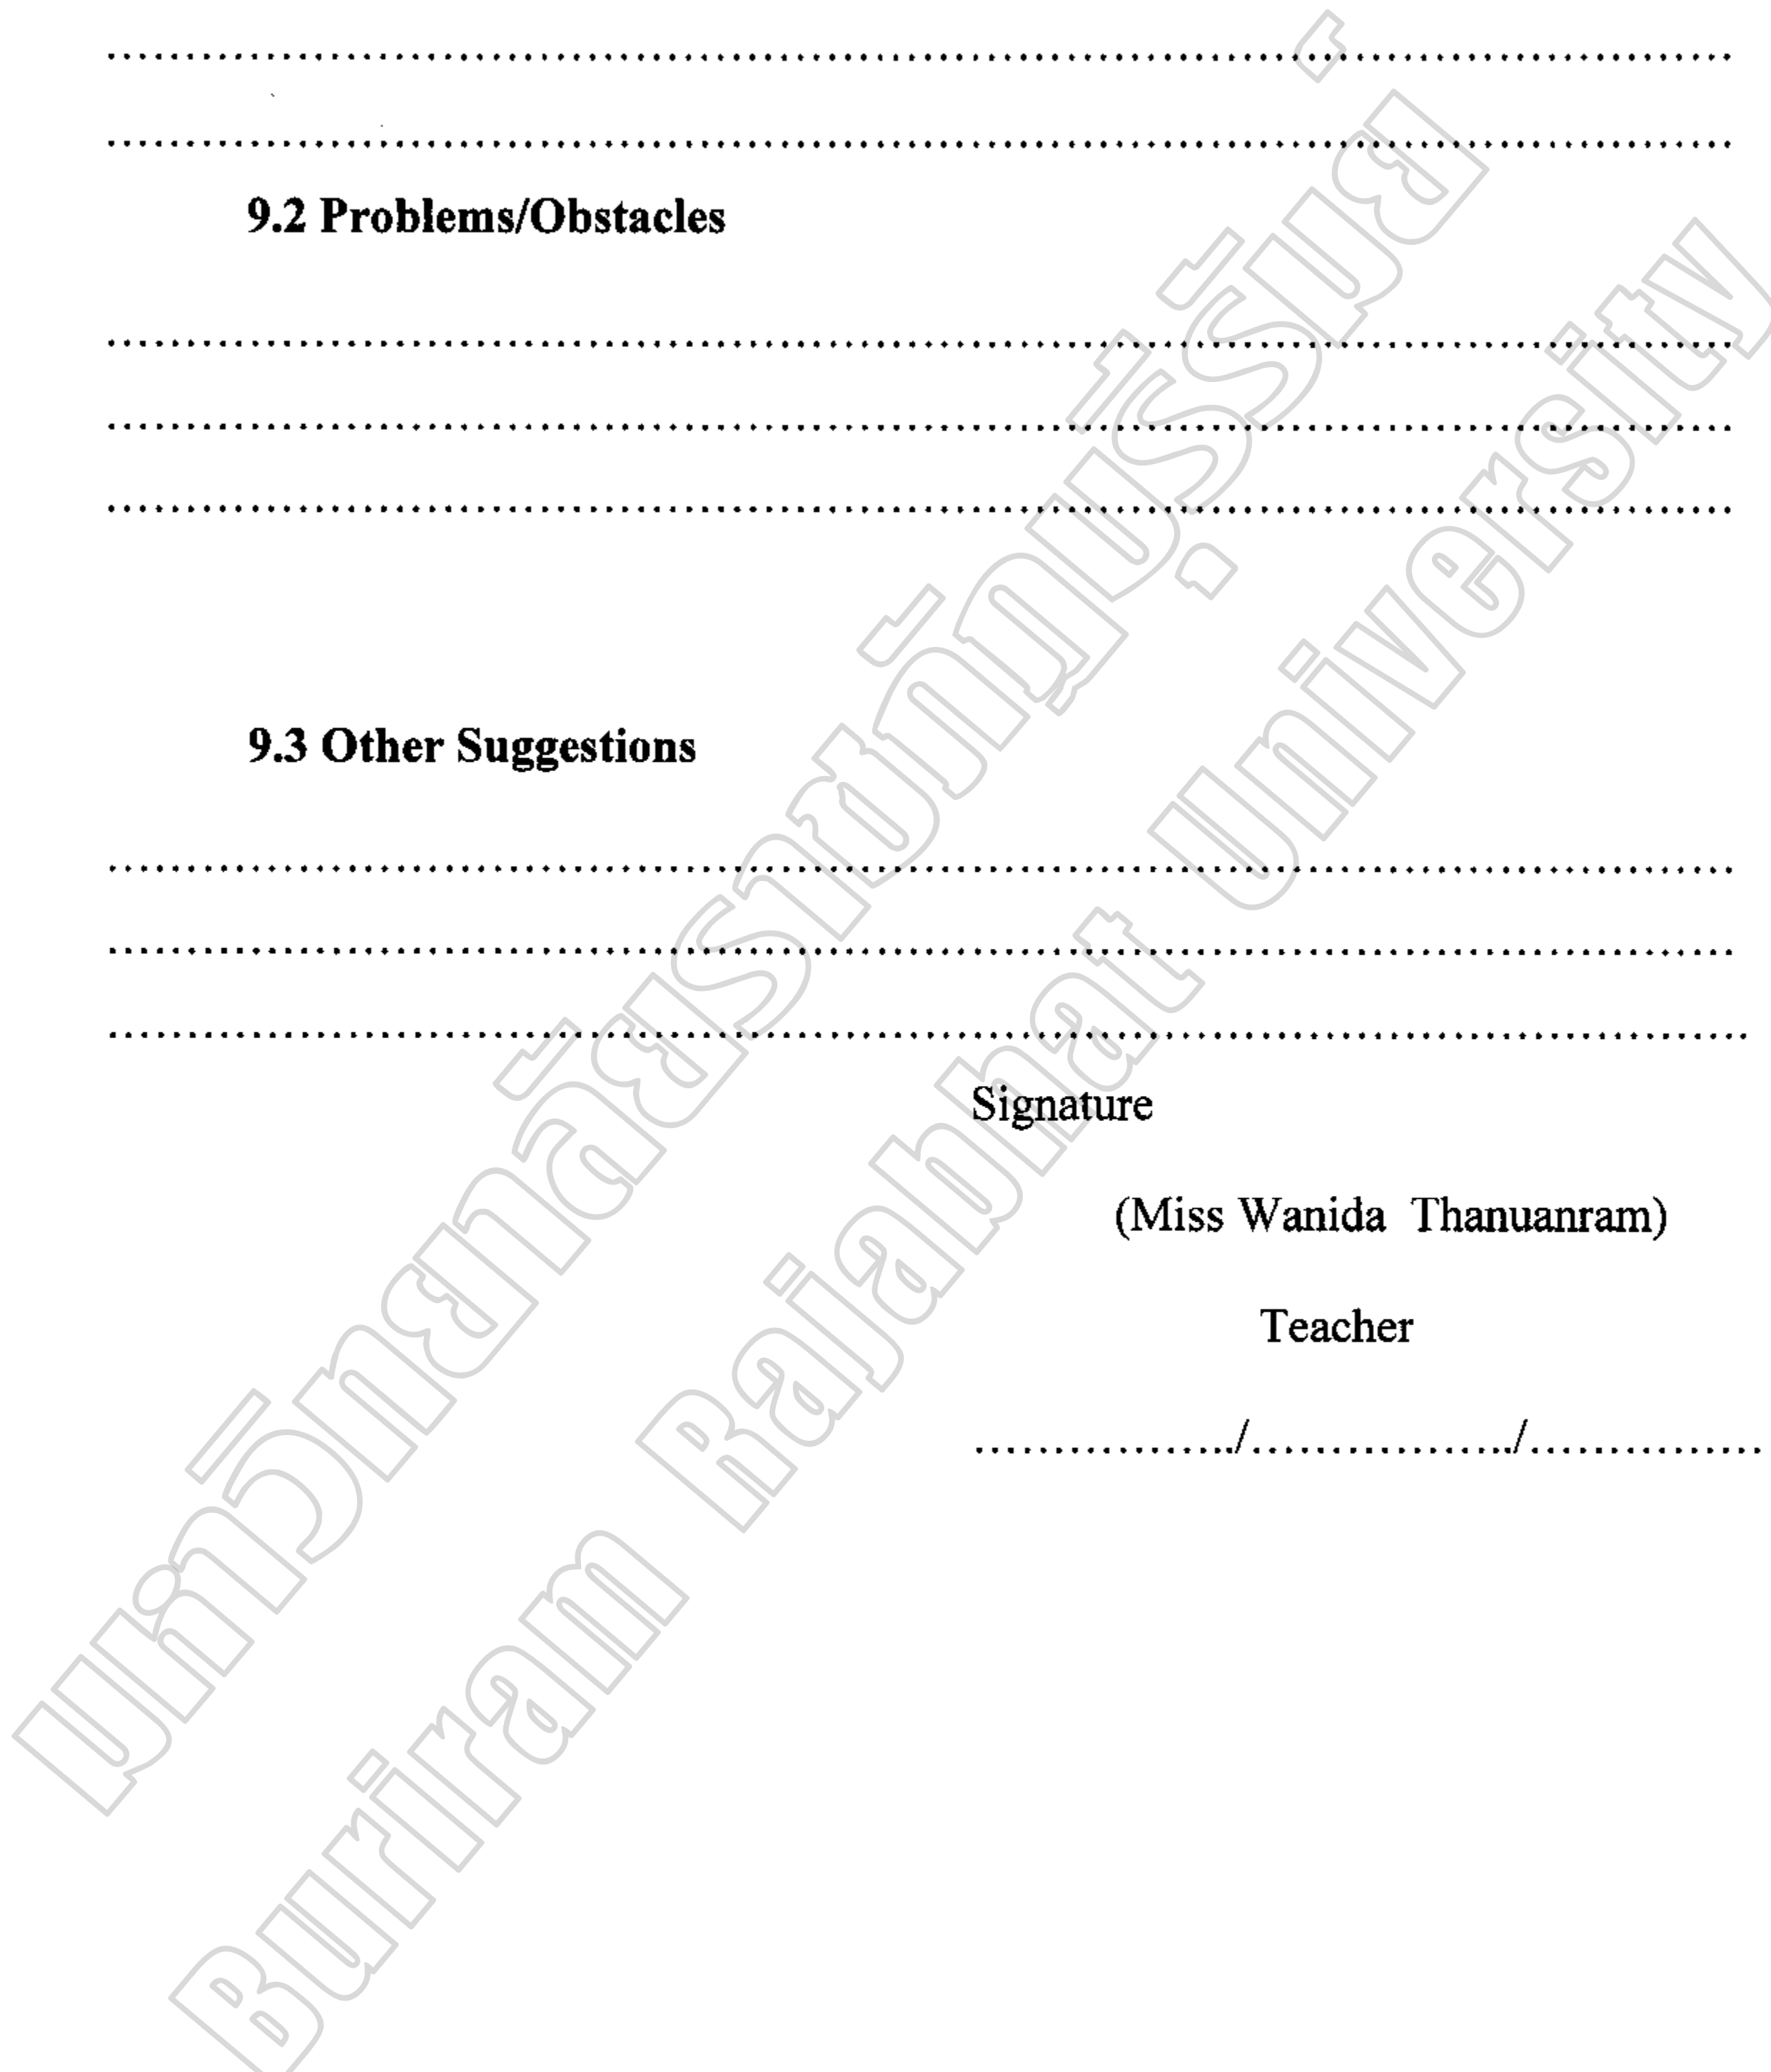 ................................................................................
................................................................................
9.2 Problems/Obstacles
................................................................................
................................................................................
................................................................................
9.3 Other Suggestions
................................................................................
................................................................................
................................................................................
Signature
(Miss Wanida Thanuanram)
Teacher
................/................/...............
มหาวิทยาลัยราชภัฏบุรีรัมย์
Buriram Rajabhat University